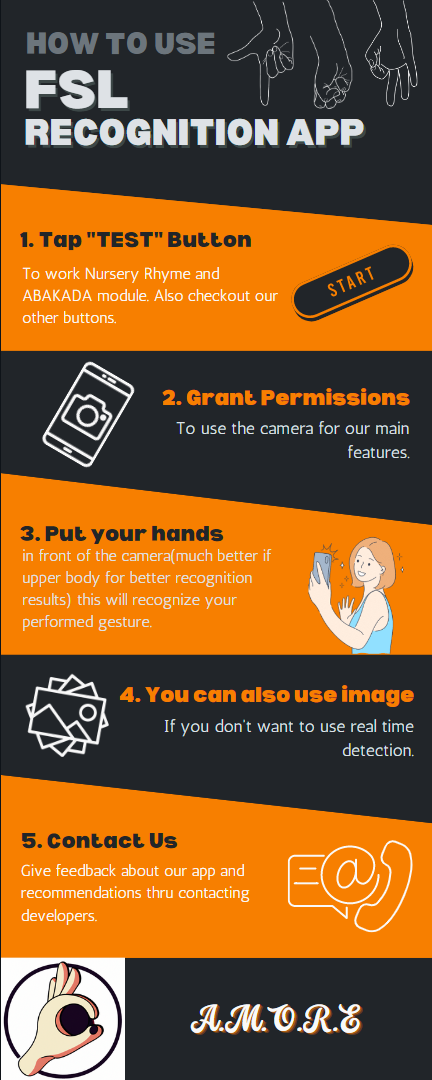 HOW TO USE
FSL
RECOGNITION APP
1. Tap "TEST" Button
To work Nursery Rhyme and
ABAKADA module. Also checkout our
other buttons.
START
2. Grant Permissions
To use the camera for our main
features.
3. Put your hands
in front of the camera(much better if
upper body for better recognition
results) this will recognize your
performed gesture.
4. You can also use image
If you don't want to use real time
detection.
5. Contact Us
Give feedback about our app and
recommendations thru contacting
developers.
A.M.O.R.E